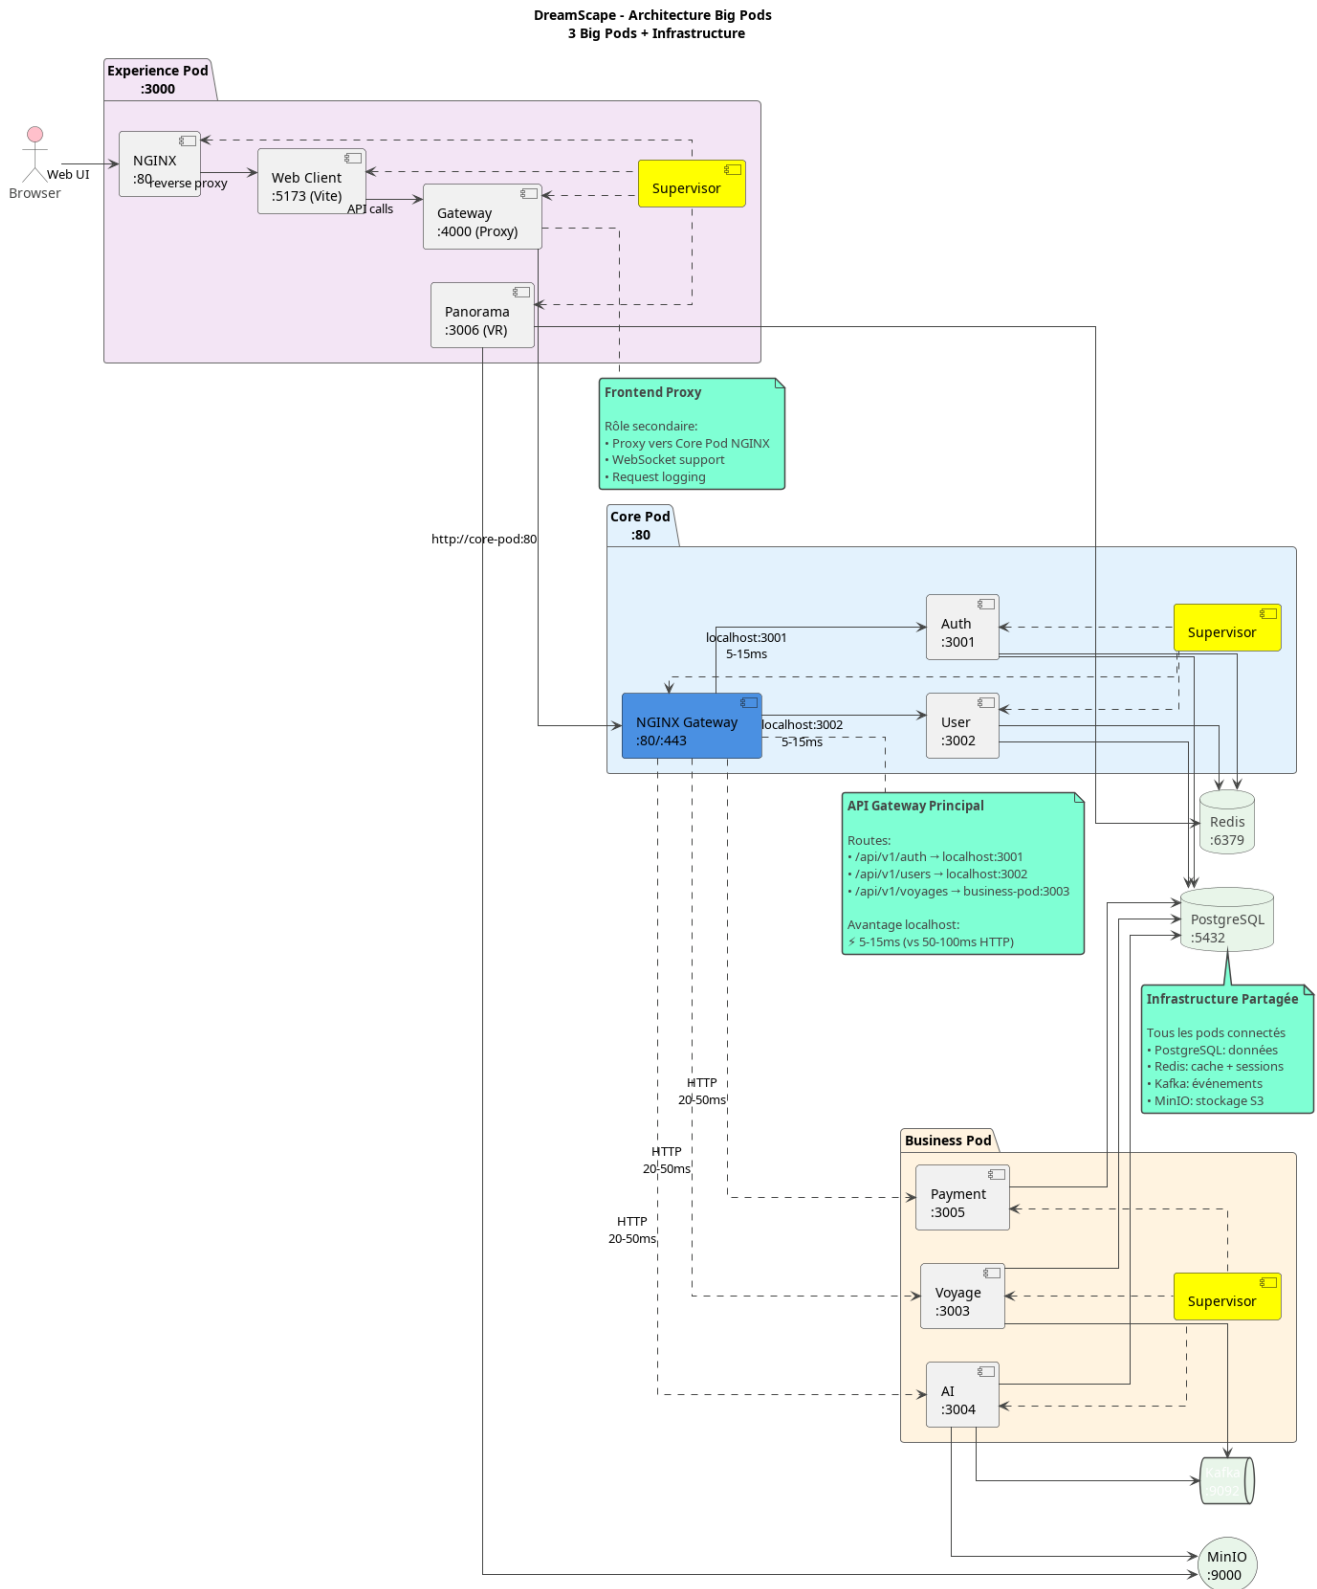 DreamScape - Architecture Big Pods
3 Big Pods + Infrastructure
Experience Pod
:3000
Browser
Web UI
NGINX
:80
reverse proxy
Web Client
:5173 (Vite)
API calls
Gateway
:4000 (Proxy)
Supervisor
Panorama
:3006 (VR)
Frontend Proxy
Rôle secondaire:
• Proxy vers Core Pod NGINX
• WebSocket support
• Request logging
http://core-pod:80
Core Pod
:80
Auth
:3001
Supervisor
localhost:3001
5-15ms
NGINX Gateway
:80/:443
localhost:3002
5-15ms
User
:3002
API Gateway Principal
Routes:
• /api/v1/auth → localhost:3001
• /api/v1/users → localhost:3002
• /api/v1/voyages → business-pod:3003
Avantage localhost:
⚡ 5-15ms (vs 50-100ms HTTP)
Redis
:6379
PostgreSQL
:5432
Infrastructure Partagée
Tous les pods connectés
• PostgreSQL: données
• Redis: cache + sessions
• Kafka: événements
• MinIO: stockage S3
HTTP
20-50ms
HTTP
20-50ms
HTTP
20-50ms
Business Pod
Payment
:3005
Voyage
:3003
Supervisor
AI
:3004
Kafka
:9092
MinIO
:9000